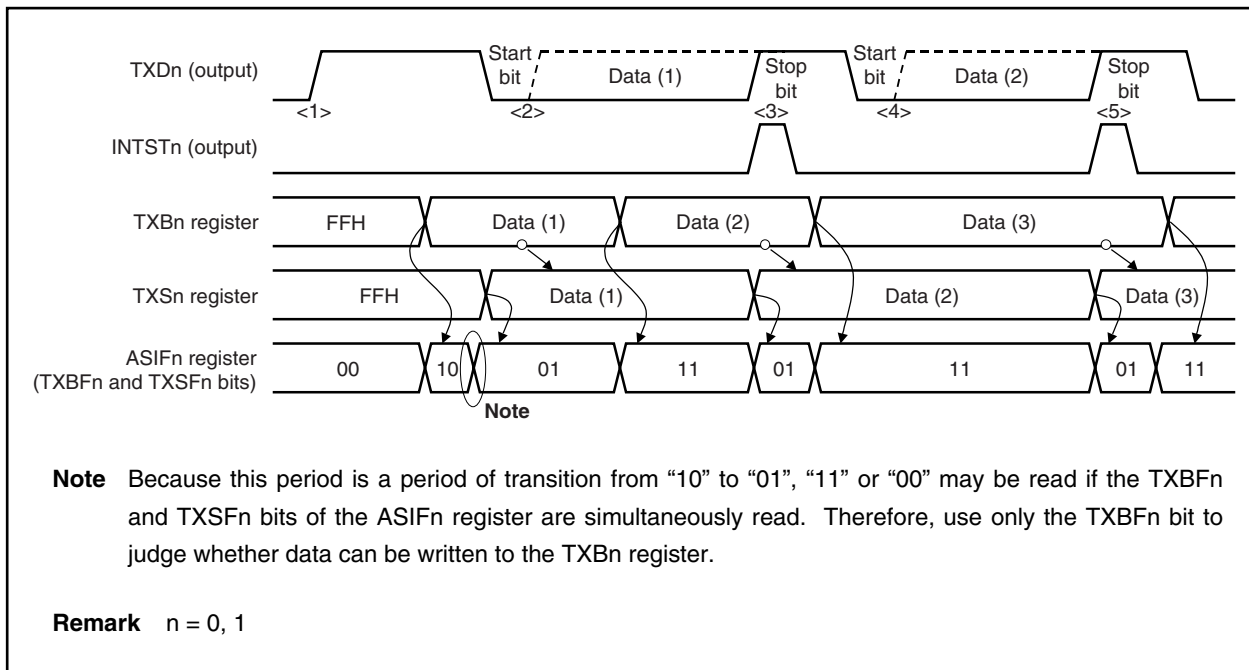 TXDn (output)
Start
bit
Data (1)
Stop
bit
Start
bit
Data (2)
Stop
bit
<1>
<2>
<3>
<4>
<5>
INTSTn (output)
TXBn register
FFH
Data (1)
Data (2)
Data (3)
TXSn register
FFH
Data (1)
Data (2)
Data (3)
ASIFn register
(TXBFn and TXSFn bits)
00
10
01
11
01
11
01
11
Note
Note Because this period is a period of transition from “10” to “01”, “11” or “00” may be read if the TXBFn
and TXSFn bits of the ASIFn register are simultaneously read. Therefore, use only the TXBFn bit to
judge whether data can be written to the TXBn register.
Remark n = 0, 1